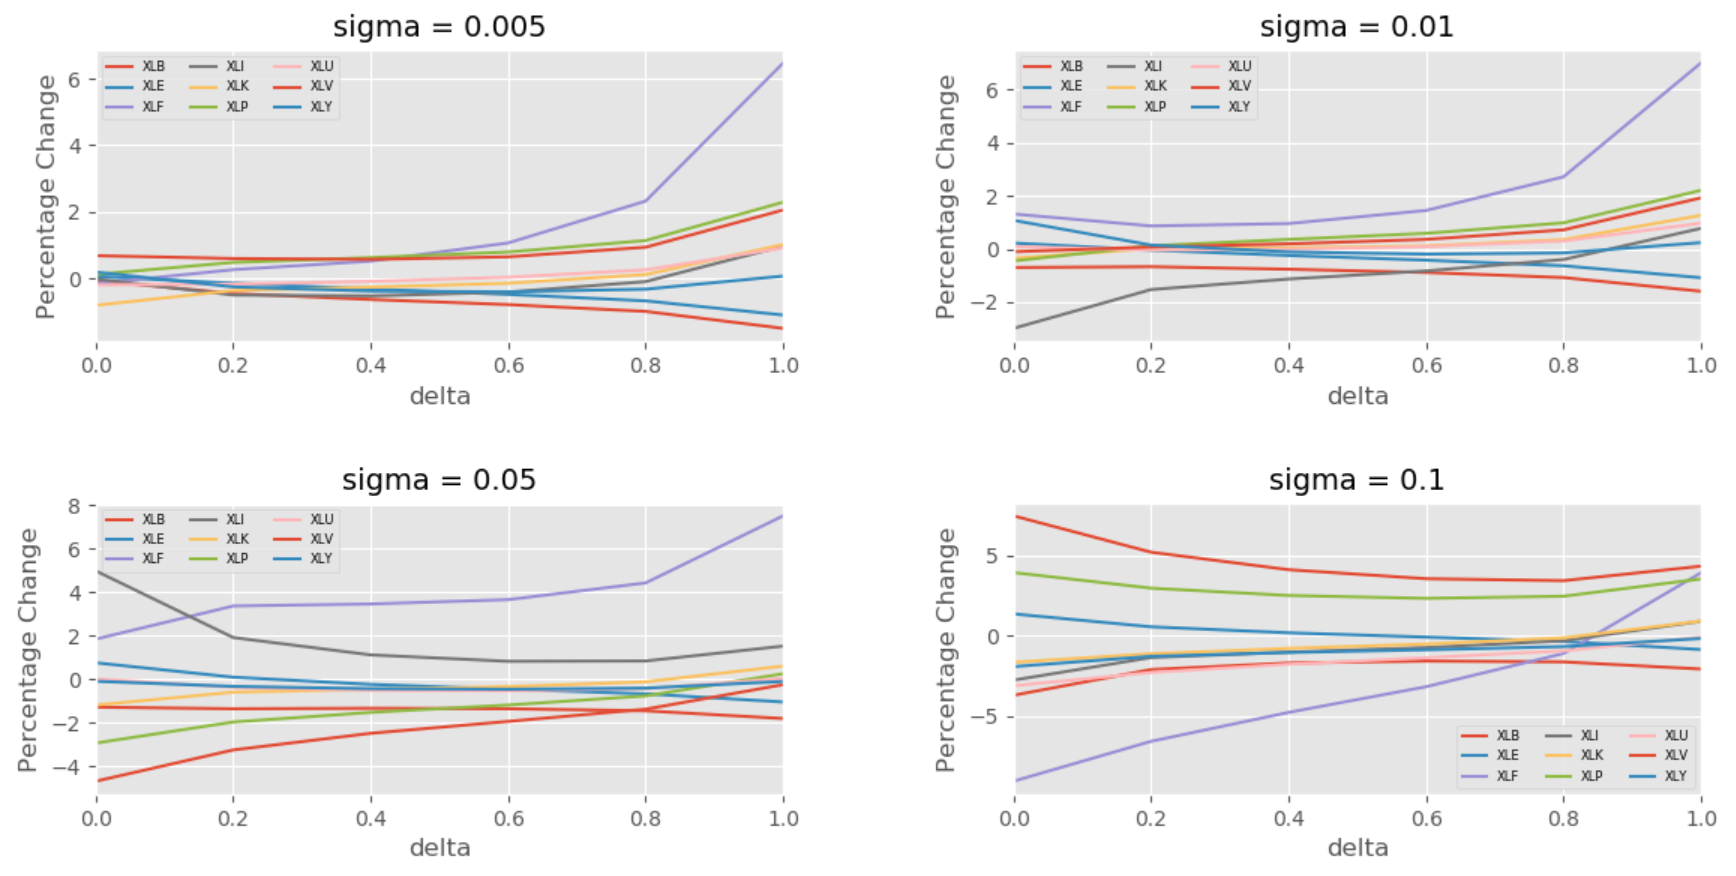 sigma = 0.005
Percentage Change
6
4
2
0
XLB XLI XLU
XLE XLK XLV
XLF XLP XLY
0.0 0.2 0.4 0.6 0.8 1.0
delta
sigma = 0.01
Percentage Change
6
4
2
0
−2
XLB XLI XLU
XLE XLK XLV
XLF XLP XLY
0.0 0.2 0.4 0.6 0.8 1.0
delta
sigma = 0.05
Percentage Change
8
6
4
2
0
−2
−4
XLB XLI XLU
XLE XLK XLV
XLF XLP XLY
0.0 0.2 0.4 0.6 0.8 1.0
delta
sigma = 0.1
Percentage Change
5
0
−5
XLB XLI XLU
XLE XLK XLV
XLF XLP XLY
0.0 0.2 0.4 0.6 0.8 1.0
delta